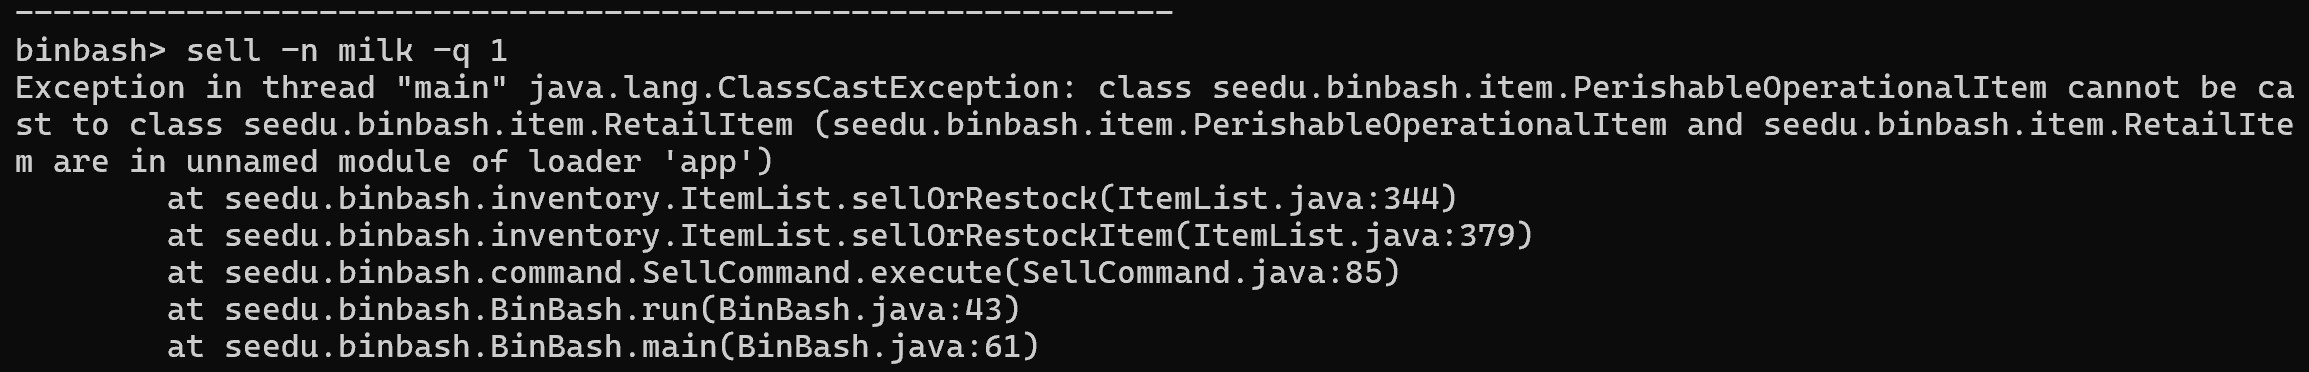 -------------------------------------------------------------
binbash> sell -n milk -q 1
Exception in thread "main" java.lang.ClassCastException: class seedu.binbash.item.PerishableOperationalItem cannot be ca
st to class seedu.binbash.item.RetailItem (seedu.binbash.item.PerishableOperationalItem and seedu.binbash.item.RetailIte
m are in unnamed module of loader 'app')
        at seedu.binbash.inventory.ItemList.sellOrRestock(ItemList.java:344)
        at seedu.binbash.inventory.ItemList.sellOrRestockItem(ItemList.java:379)
        at seedu.binbash.command.SellCommand.execute(SellCommand.java:85)
        at seedu.binbash.BinBash.run(BinBash.java:43)
        at seedu.binbash.BinBash.main(BinBash.java:61)